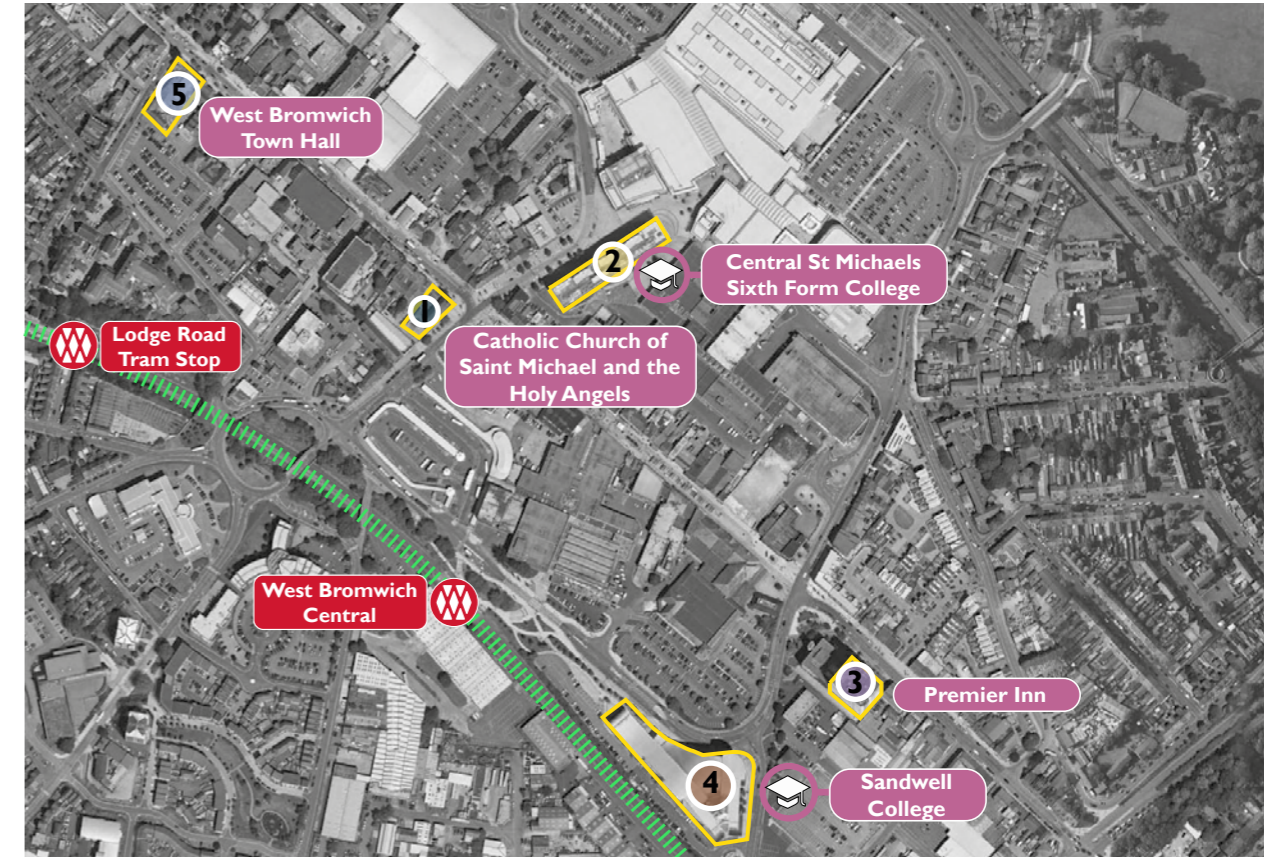 5
West Bromwich
Town Hall
2
Central St Michaels
Sixth Form College
1
Catholic Church of
Saint Michael and the
Holy Angels
Lodge Road
Tram Stop
West Bromwich
Central
3
Premier Inn
4
Sandwell
College